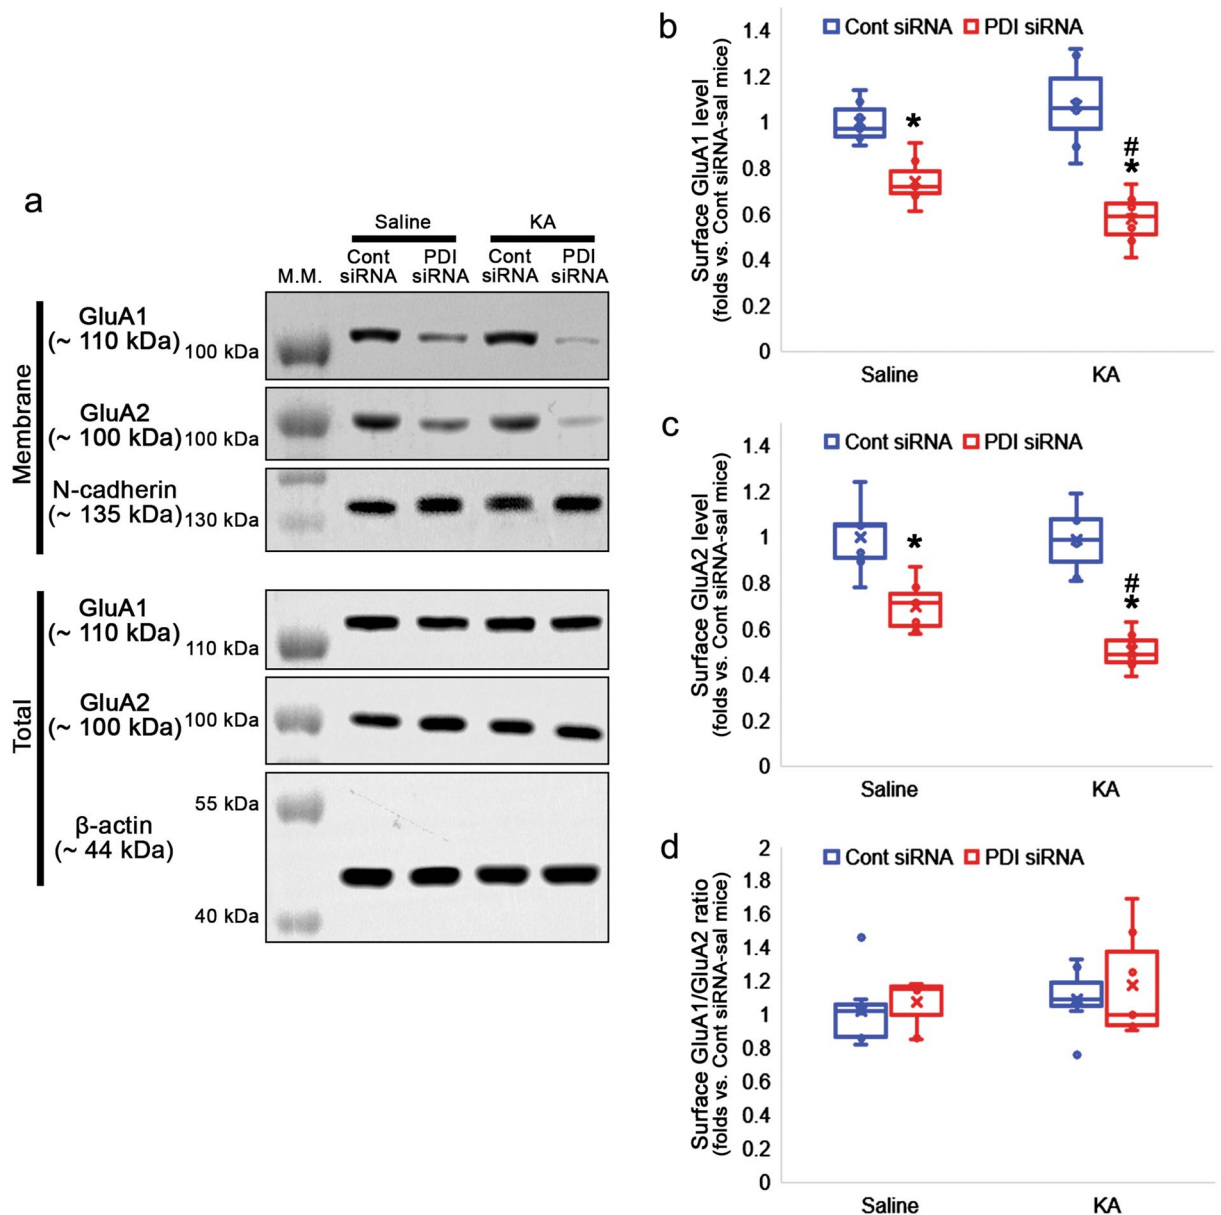 a
Saline
KA
M.M.
Cont
siRNA
PDI
siRNA
Cont
siRNA
PDI
siRNA
Membrane
GluA1
(~ 110 kDa)
100 kDa
GluA2
(~ 100 kDa)
100 kDa
N-cadherin
(~ 135 kDa)
130 kDa
Total
GluA1
(~ 110 kDa)
110 kDa
GluA2
(~ 100 kDa)
100 kDa
55 kDa
β-actin
(~ 44 kDa)
40 kDa
b
Surface GluA1 level
(folds vs. Cont siRNA-sal mice)
Cont siRNA PDI siRNA
1.4
1.2
1
0.8
0.6
0.4
0.2
0
*
#
*
Saline
KA
c
Surface GluA2 level
(folds vs. Cont siRNA-sal mice)
Cont siRNA PDI siRNA
1.4
1.2
1
0.8
0.6
0.4
0.2
0
*
#
*
Saline
KA
d
Surface GluA1/GluA2 ratio
(folds vs. Cont siRNA-sal mice)
Cont siRNA PDI siRNA
2
1.8
1.6
1.4
1.2
1
0.8
0.6
0.4
0.2
0
Saline
KA